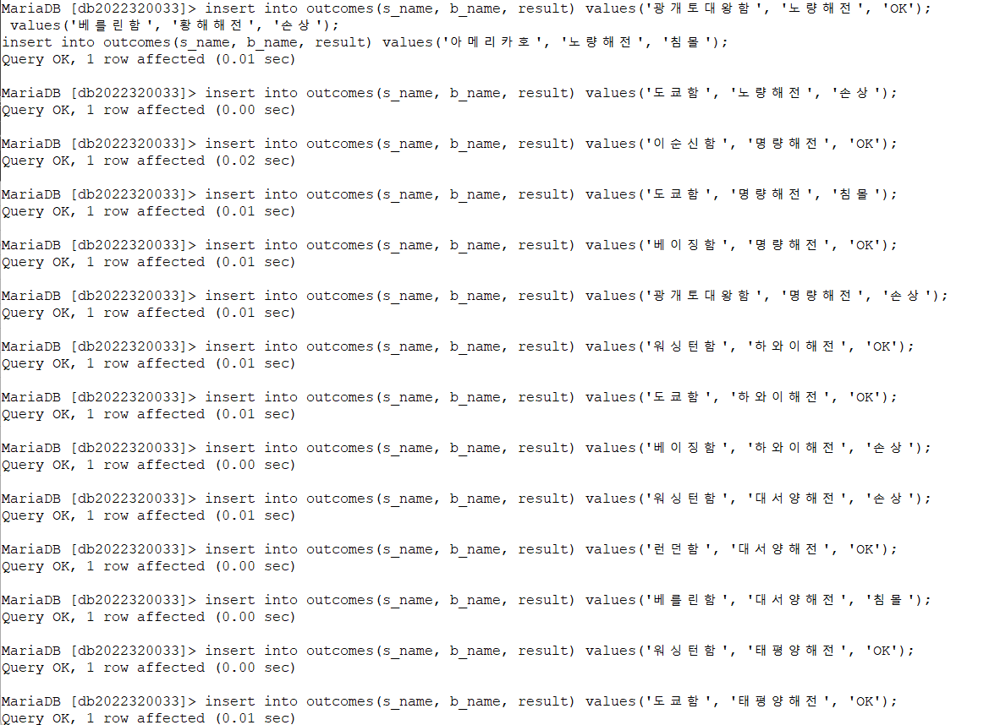 MariaDB [db2022320033]> insert into outcomes(s_name, b_name, result) values('광개토대왕함', '노량해전', 'OK');
 values('베를린함', '황해해전', '손상');
insert into outcomes(s_name, b_name, result) values('아메리카호', '노량해전', '침몰');
Query OK, 1 row affected (0.01 sec)
MariaDB [db2022320033]> insert into outcomes(s_name, b_name, result) values('도쿄함', '노량해전', '손상');
Query OK, 1 row affected (0.00 sec)
MariaDB [db2022320033]> insert into outcomes(s_name, b_name, result) values('이순신함', '명량해전', 'OK');
Query OK, 1 row affected (0.02 sec)
MariaDB [db2022320033]> insert into outcomes(s_name, b_name, result) values('도쿄함', '명량해전', '침몰');
Query OK, 1 row affected (0.01 sec)
MariaDB [db2022320033]> insert into outcomes(s_name, b_name, result) values('베이징함', '명량해전', 'OK');
Query OK, 1 row affected (0.01 sec)
MariaDB [db2022320033]> insert into outcomes(s_name, b_name, result) values('광개토대왕함', '명량해전', '손상');
Query OK, 1 row affected (0.01 sec)
MariaDB [db2022320033]> insert into outcomes(s_name, b_name, result) values('워싱턴함', '하와이해전', 'OK');
Query OK, 1 row affected (0.01 sec)
MariaDB [db2022320033]> insert into outcomes(s_name, b_name, result) values('도쿄함', '하와이해전', 'OK');
Query OK, 1 row affected (0.01 sec)
MariaDB [db2022320033]> insert into outcomes(s_name, b_name, result) values('베이징함', '하와이해전', '손상');
Query OK, 1 row affected (0.00 sec)
MariaDB [db2022320033]> insert into outcomes(s_name, b_name, result) values('워싱턴함', '대서양해전', '손상');
Query OK, 1 row affected (0.01 sec)
MariaDB [db2022320033]> insert into outcomes(s_name, b_name, result) values('런던함', '대서양해전', 'OK');
Query OK, 1 row affected (0.00 sec)
MariaDB [db2022320033]> insert into outcomes(s_name, b_name, result) values('베를린함', '대서양해전', '침몰');
Query OK, 1 row affected (0.00 sec)
MariaDB [db2022320033]> insert into outcomes(s_name, b_name, result) values('워싱턴함', '태평양해전', 'OK');
Query OK, 1 row affected (0.00 sec)
MariaDB [db2022320033]> insert into outcomes(s_name, b_name, result) values('도쿄함', '태평양해전', 'OK');
Query OK, 1 row affected (0.01 sec)